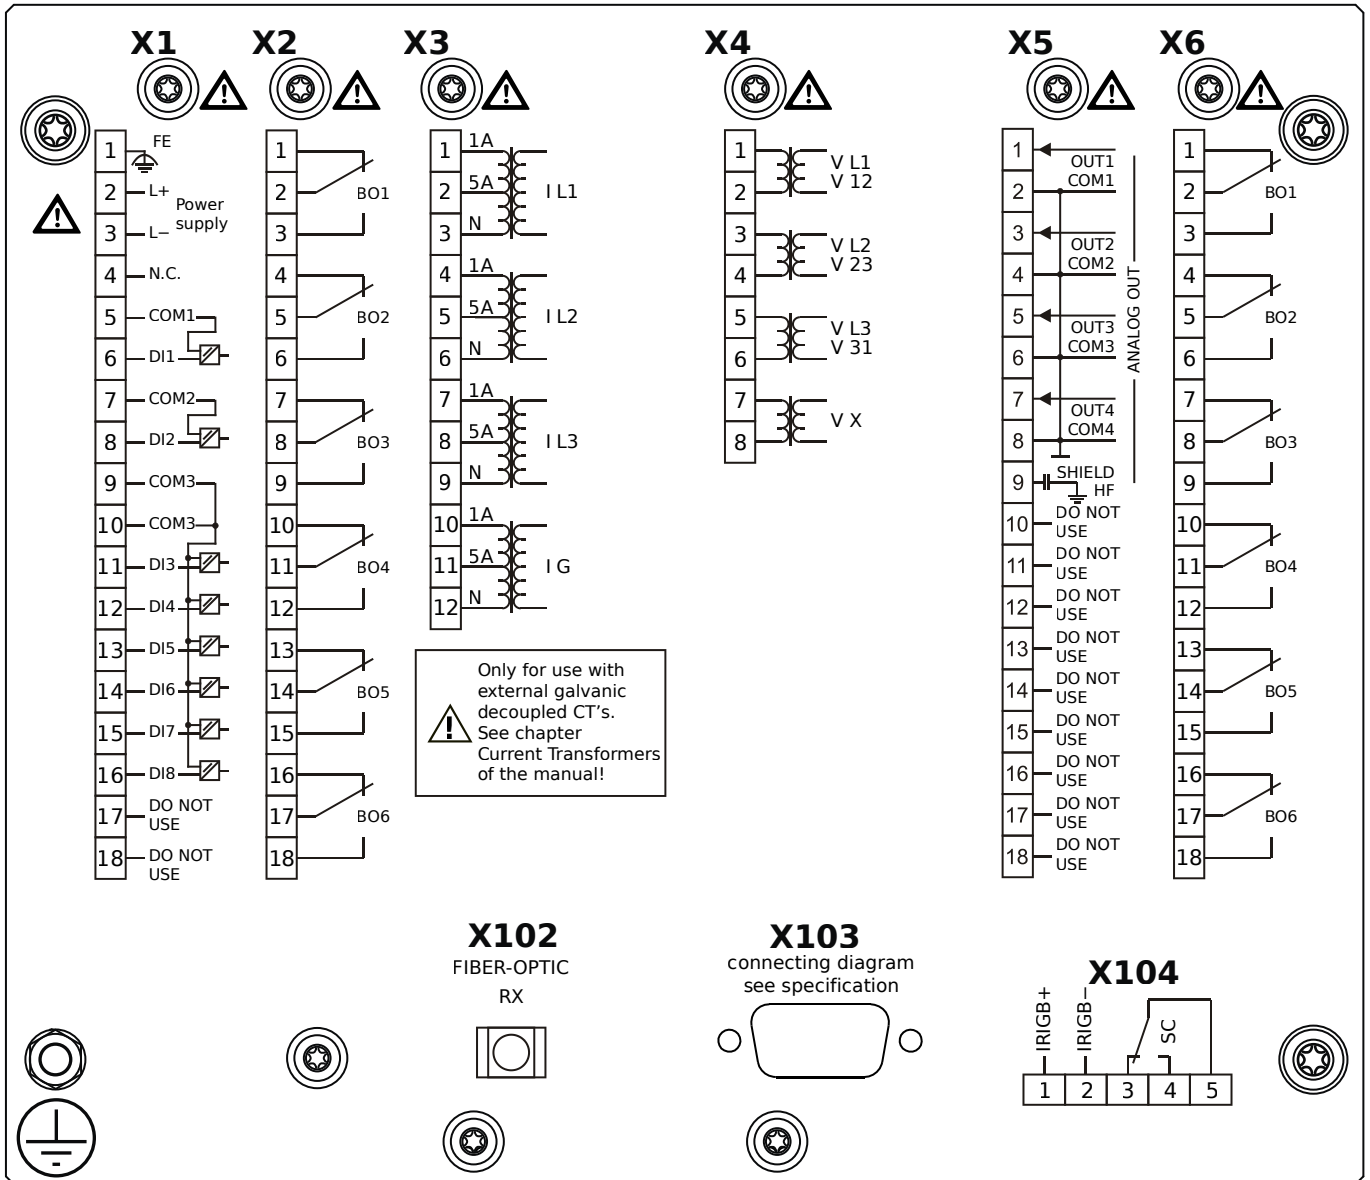 X1 X2 X3 X4 X5 X6
1 FE
2 L+
Power
supply
3 L−
4 N.C.
5 COM1
6 DI1
7 COM2
8 DI2
9 COM3
10 COM3
11 DI3
12 DI4
13 DI5
14 DI6
15 DI7
16 DI8
17 DO NOT
USE
18 DO NOT
USE
1
2 BO1
3
4
5 BO2
6
7
8 BO3
9
10
11 BO4
12
13
14 BO5
15
16
17 BO6
18
1 1A
2 5A I L1
3 N
4 1A
5 5A I L2
6 N
7 1A
8 5A I L3
9 N
10 1A
11 5A I G
12 N
Only for use with
external galvanic
decoupled CT's.
See chapter
Current Transformers
of the manual!
1 V L1
2 V 12
3 V L2
4 V 23
5 V L3
6 V 31
7 V X
8
1 OUT1
2 COM1
3 OUT2
4 COM2
5 OUT3
6 COM3
7 OUT4
8 COM4
ANALOG OUT
9 SHIELD
HF
10 DO NOT
USE
11 DO NOT
USE
12 DO NOT
USE
13 DO NOT
USE
14 DO NOT
USE
15 DO NOT
USE
16 DO NOT
USE
17 DO NOT
USE
18 DO NOT
USE
1
2 BO1
3
4
5 BO2
6
7
8 BO3
9
10
11 BO4
12
13
14 BO5
15
16
17 BO6
18
X102
FIBER-OPTIC
RX
X103
connecting diagram
see specification
X104
IRIGB+
IRIGB−
SC
1 2 3 4 5